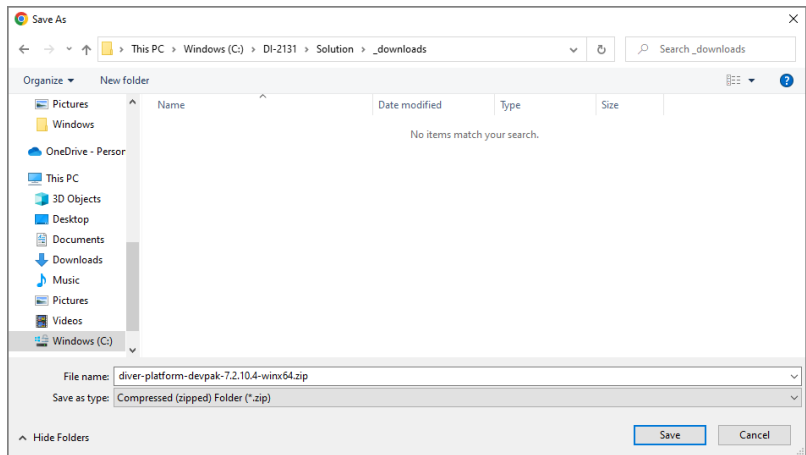 Save As
This PC > Windows (C:) > DI-2131 > Solution > _downloads
Search _downloads
Organize
New folder
Name
Date modified
Type
Size
No items match your search.
Pictures
Windows
OneDrive - Person
This PC
3D Objects
Desktop
Documents
Downloads
Music
Pictures
Videos
Windows (C:)
File name: diver-platform-devpak-7.2.10.4-winx64.zip
Save as type: Compressed (zipped) Folder (*.zip)
Hide Folders
Save
Cancel